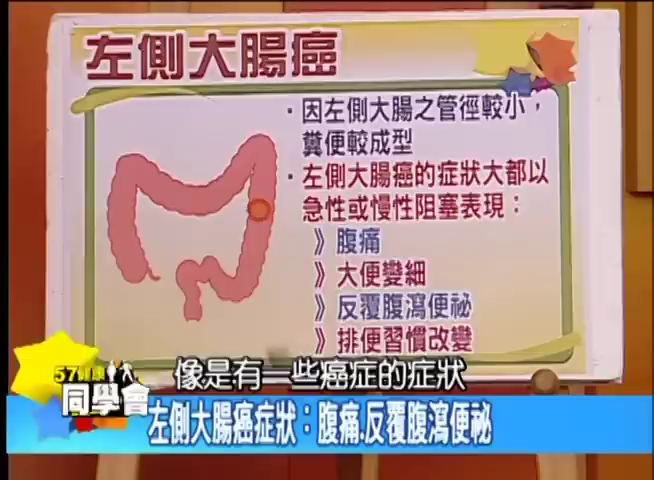 左側大腸癌
·因左側大腸之管徑較小，
糞便較成型
·左側大腸癌的症狀大都以
急性或慢性阻塞表現：
》腹痛
》大便變細
》反覆腹瀉便祕
》排便習慣改變
像是有一些癌症的症狀
57健康
同學會
左側大腸癌症狀：腹痛.反覆腹瀉便祕